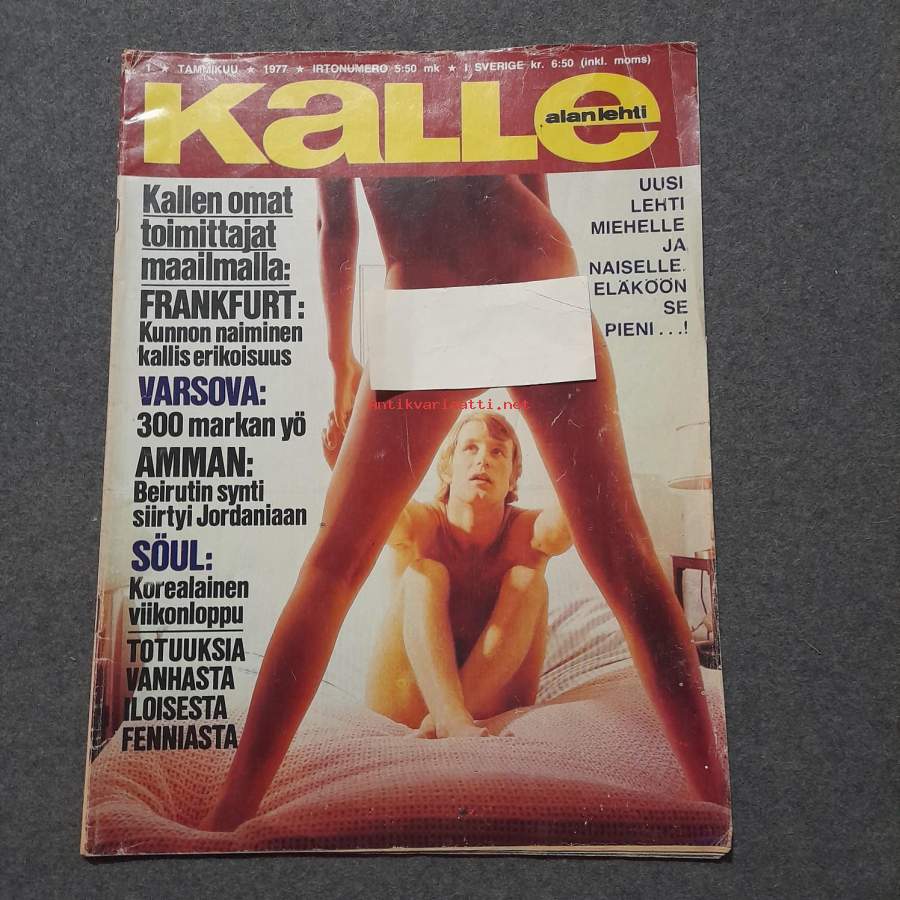 1 ★ TAMMIKUU ★ 1977 ★ IRTONUMERO 5:50 mk ★ I SVERIGE kr. 6:50 (inkl. moms)
KALLE
alan lehti
Kallen omat
toimittajat
maailmalla:
FRANKFURT:
Kunnon naiminen
kallis erikoisuus
VARSOVA:
300 markan yö
AMMAN:
Beirutin synti
siirtyi Jordaniaan
SÖUL:
Korealainen
viikonloppu
TOTUUKSIA
VANHASTA
ILOISESTA
FENNIASTA
UUSI
LEHTI
MIEHELLE
JA
NAISELLE.
ELÄKÖÖN
SE
PIENI...!
antikvariaatti.net